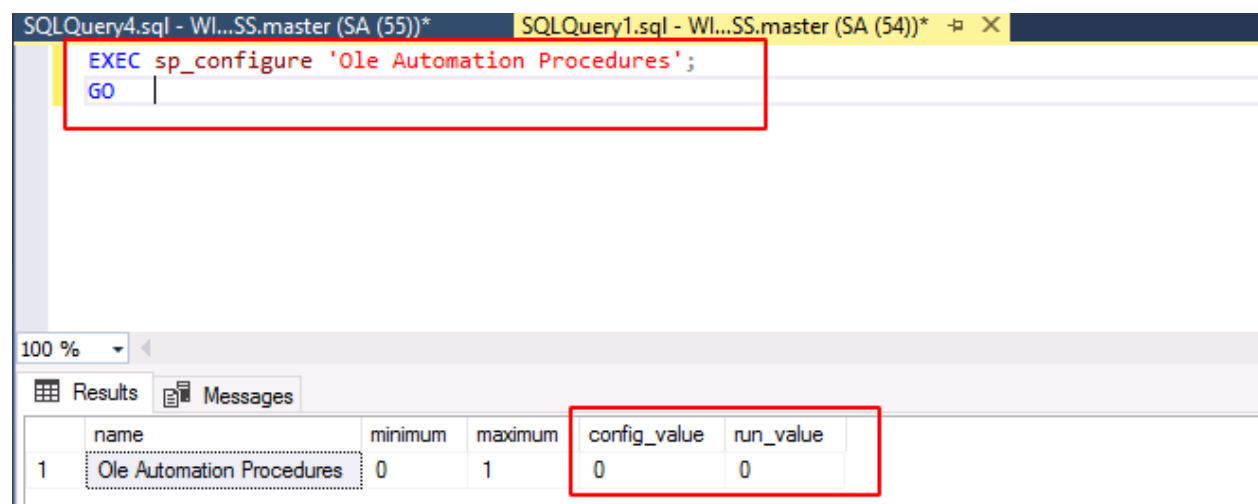 SQLQuery4.sql - WI...SS.master (SA (55))* SQLQuery1.sql - WI...SS.master (SA (54))*
EXEC sp_configure 'Ole Automation Procedures';
GO
100 %
Results Messages
name minimum maximum config_value run_value
1 Ole Automation Procedures 0 1 0 0